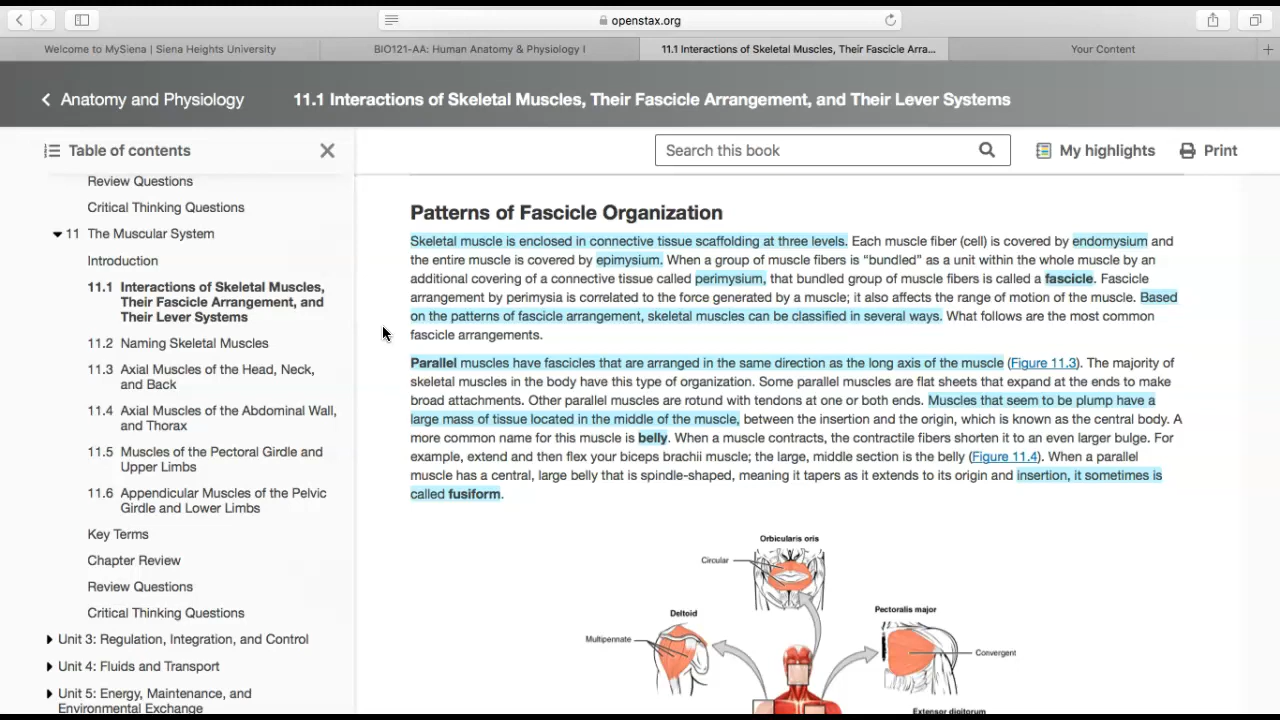 openstax.org
Welcome to MySiena | Siena Heights University
BIO121-AA: Human Anatomy & Physiology I
11.1 Interactions of Skeletal Muscles, Their Fascicle Arra...
Your Content
Anatomy and Physiology
11.1 Interactions of Skeletal Muscles, Their Fascicle Arrangement, and Their Lever Systems
Table of contents
Search this book
My highlights
Print
Review Questions
Critical Thinking Questions
11 The Muscular System
Introduction
11.1 Interactions of Skeletal Muscles,
Their Fascicle Arrangement, and
Their Lever Systems
11.2 Naming Skeletal Muscles
11.3 Axial Muscles of the Head, Neck,
and Back
11.4 Axial Muscles of the Abdominal Wall,
and Thorax
11.5 Muscles of the Pectoral Girdle and
Upper Limbs
11.6 Appendicular Muscles of the Pelvic
Girdle and Lower Limbs
Key Terms
Chapter Review
Review Questions
Critical Thinking Questions
Unit 3: Regulation, Integration, and Control
Unit 4: Fluids and Transport
Unit 5: Energy, Maintenance, and
Environmental Exchange
Patterns of Fascicle Organization
Skeletal muscle is enclosed in connective tissue scaffolding at three levels. Each muscle fiber (cell) is covered by endomysium and
the entire muscle is covered by epimysium. When a group of muscle fibers is “bundled” as a unit within the whole muscle by an
additional covering of a connective tissue called perimysium, that bundled group of muscle fibers is called a fascicle. Fascicle
arrangement by perimysia is correlated to the force generated by a muscle; it also affects the range of motion of the muscle. Based
on the patterns of fascicle arrangement, skeletal muscles can be classified in several ways. What follows are the most common
fascicle arrangements.
Parallel muscles have fascicles that are arranged in the same direction as the long axis of the muscle (Figure 11.3). The majority of
skeletal muscles in the body have this type of organization. Some parallel muscles are flat sheets that expand at the ends to make
broad attachments. Other parallel muscles are rotund with tendons at one or both ends. Muscles that seem to be plump have a
large mass of tissue located in the middle of the muscle, between the insertion and the origin, which is known as the central body. A
more common name for this muscle is belly. When a muscle contracts, the contractile fibers shorten it to an even larger bulge. For
example, extend and then flex your biceps brachii muscle; the large, middle section is the belly (Figure 11.4). When a parallel
muscle has a central, large belly that is spindle-shaped, meaning it tapers as it extends to its origin and insertion, it sometimes is
called fusiform.
Orbicularis oris
Circular
Deltoid
Multipennate
Pectoralis major
Convergent
Extensor digitorum